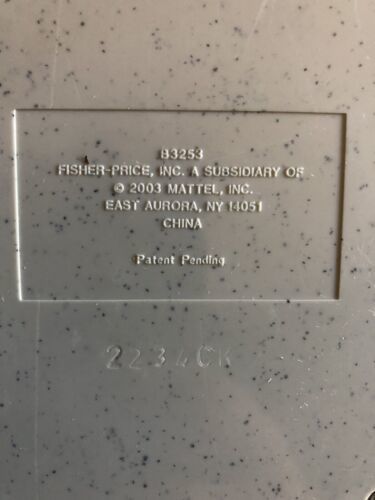 B3253
FISHER-PRICE, INC. A SUBSIDIARY OF
© 2003 MATTEL, INC.
EAST AURORA, NY 14051
CHINA
Patent Pending
2234CK